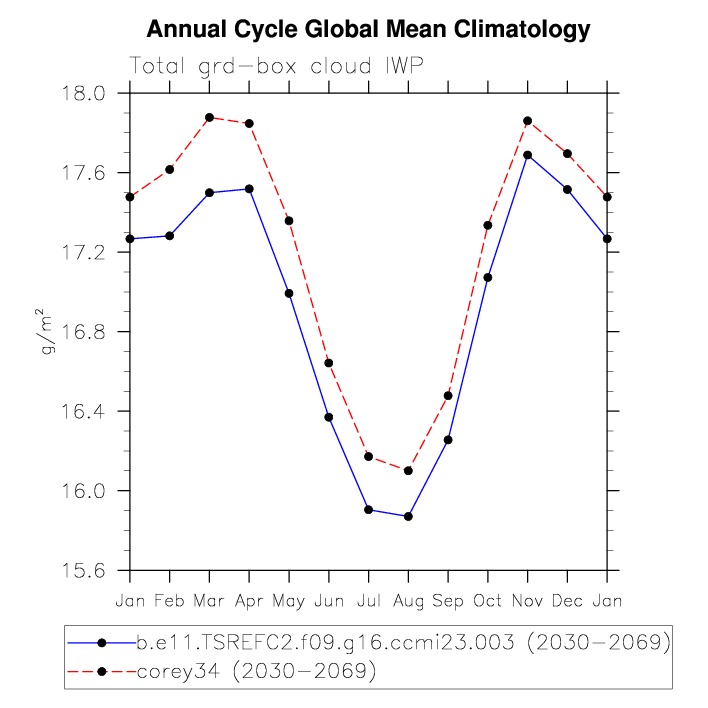 Annual Cycle Global Mean Climatology
Total grd-box cloud IWP
18.0
17.6
17.2
16.8
16.4
16.0
15.6
g/m²
Jan Feb Mar Apr May Jun Jul Aug Sep Oct Nov Dec Jan
b.e11.TSREFC2.f09.g16.ccmi23.003 (2030-2069)
corey34 (2030-2069)